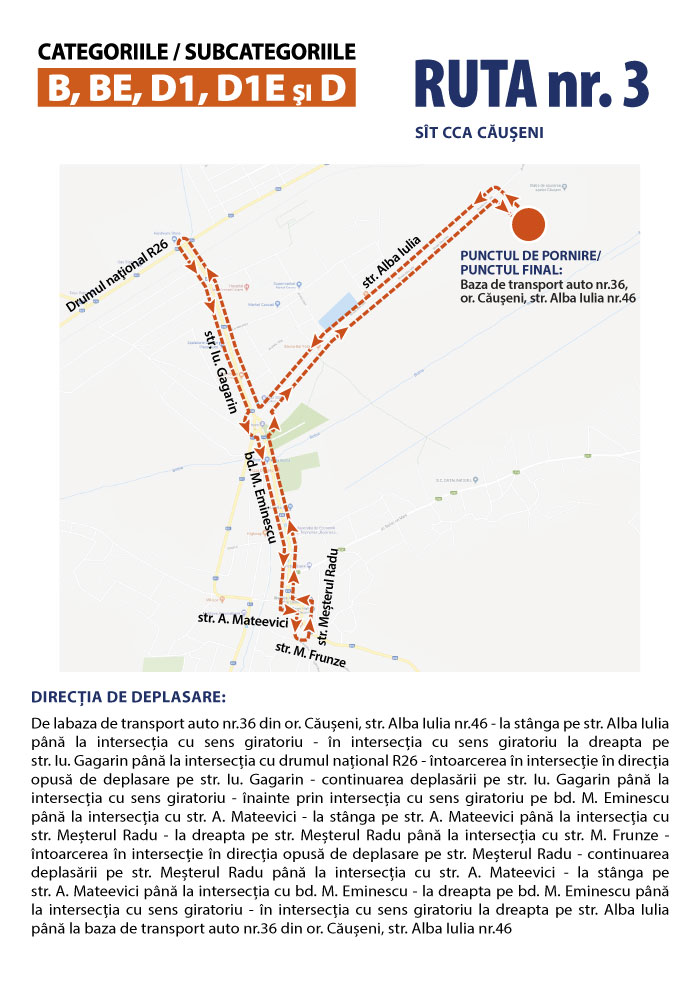 CATEGORIILE / SUBCATEGORIILE
B, BE, D1, D1E ŞI D
RUTA nr. 3
SÎT CCA CĂUȘENI
Drumul naţional R26
str. Alba Iulia
PUNCTUL DE PORNIRE/
PUNCTUL FINAL:
Baza de transport auto nr.36,
or. Căușeni, str. Alba Iulia nr.46
str. Iu. Gagarin
bd. M. Eminescu
str. Meșterul Radu
str. A. Mateevici
str. M. Frunze
DIRECŢIA DE DEPLASARE:
De labaza de transport auto nr.36 din or. Căușeni, str. Alba Iulia nr.46 - la stânga pe str. Alba Iulia
până la intersecţia cu sens giratoriu - în intersecţia cu sens giratoriu la dreapta pe
str. Iu. Gagarin până la intersecţia cu drumul naţional R26 - întoarcerea în intersecţie în direcţia
opusă de deplasare pe str. Iu. Gagarin - continuarea deplasării pe str. Iu. Gagarin până la
intersecţia cu sens giratoriu - înainte prin intersecţia cu sens giratoriu pe bd. M. Eminescu
până la intersecţia cu str. A. Mateevici - la stânga pe str. A. Mateevici până la intersecţia cu
str. Meșterul Radu - la dreapta pe str. Meșterul Radu până la intersecţia cu str. M. Frunze -
întoarcerea în intersecţie în direcţia opusă de deplasare pe str. Meșterul Radu - continuarea
deplasării pe str. Meșterul Radu până la intersecţia cu str. A. Mateevici - la stânga pe
str. A. Mateevici până la intersecţia cu bd. M. Eminescu - la dreapta pe bd. M. Eminescu până
la intersecţia cu sens giratoriu - în intersecţia cu sens giratoriu la dreapta pe str. Alba Iulia
până la baza de transport auto nr.36 din or. Căușeni, str. Alba Iulia nr.46